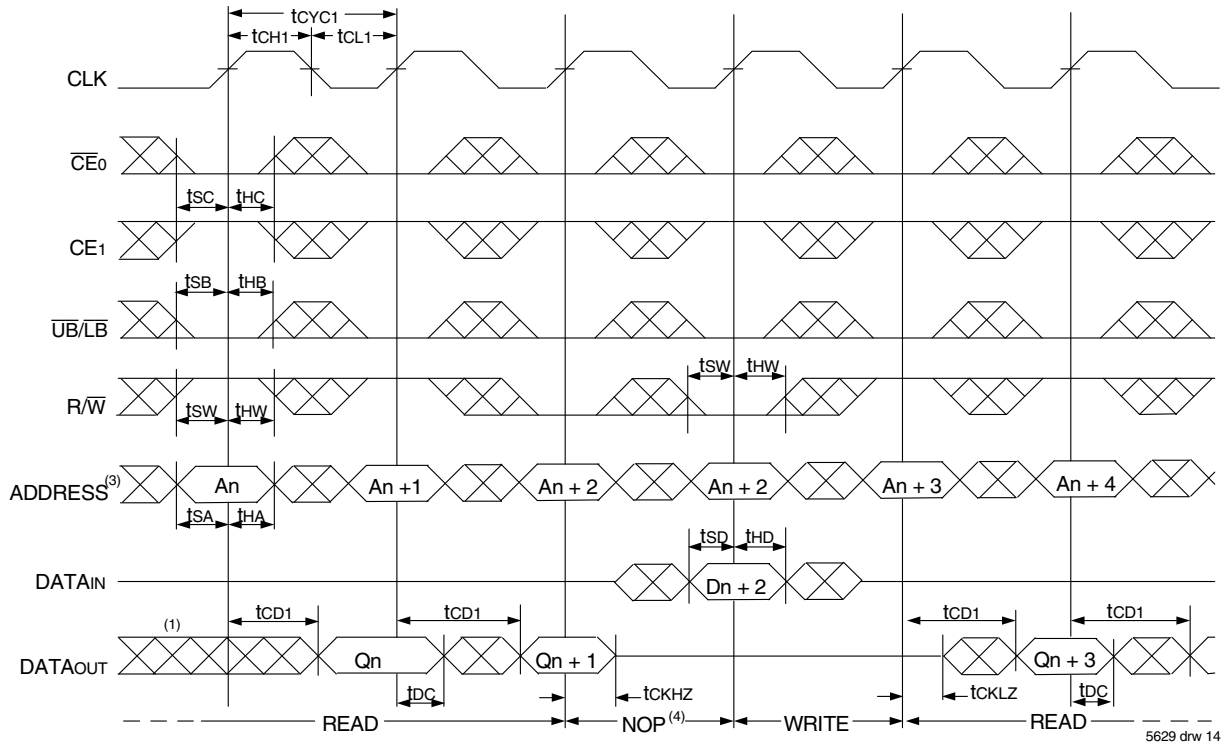 tCYC1
tCH1 tCL1
CLK
CE0
tSC tHC
CE1
tSB tHB
UB/LB
tSW tHW
R/W
tSW tHW
ADDRESS(3) An An +1 An + 2 An + 2 An + 3 An + 4
tSA tHA
tSD tHD
DATAIN Dn + 2
(1) tCD1 tCD1 tCD1 tCD1
DATAOUT Qn Qn + 1 Qn + 3
tDC tCKHZ tCKLZ tDC
READ NOP(4) WRITE READ
5629 drw 14